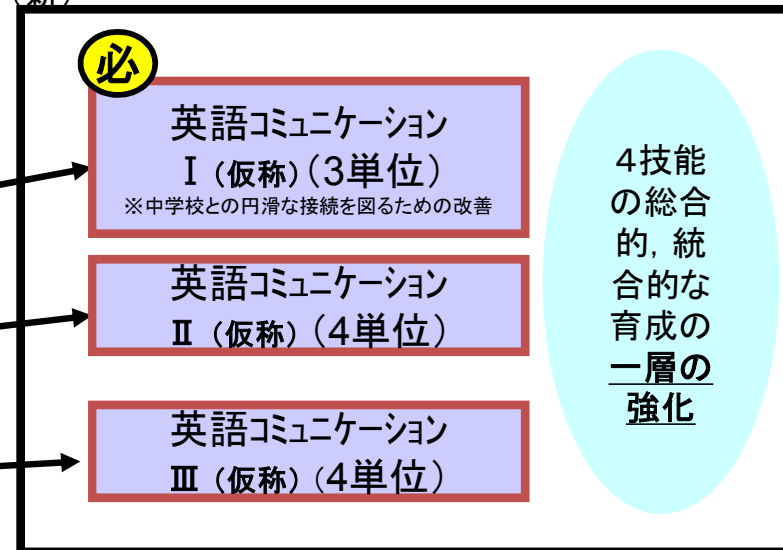 必
英語コミュニケーション
Ⅰ（仮称）（3単位）
※中学校との円滑な接続を図るための改善
英語コミュニケーション
Ⅱ（仮称）（4単位）
英語コミュニケーション
Ⅲ（仮称）（4単位）
4技能
の総合
的，統
合的な
育成の
一層の
強化